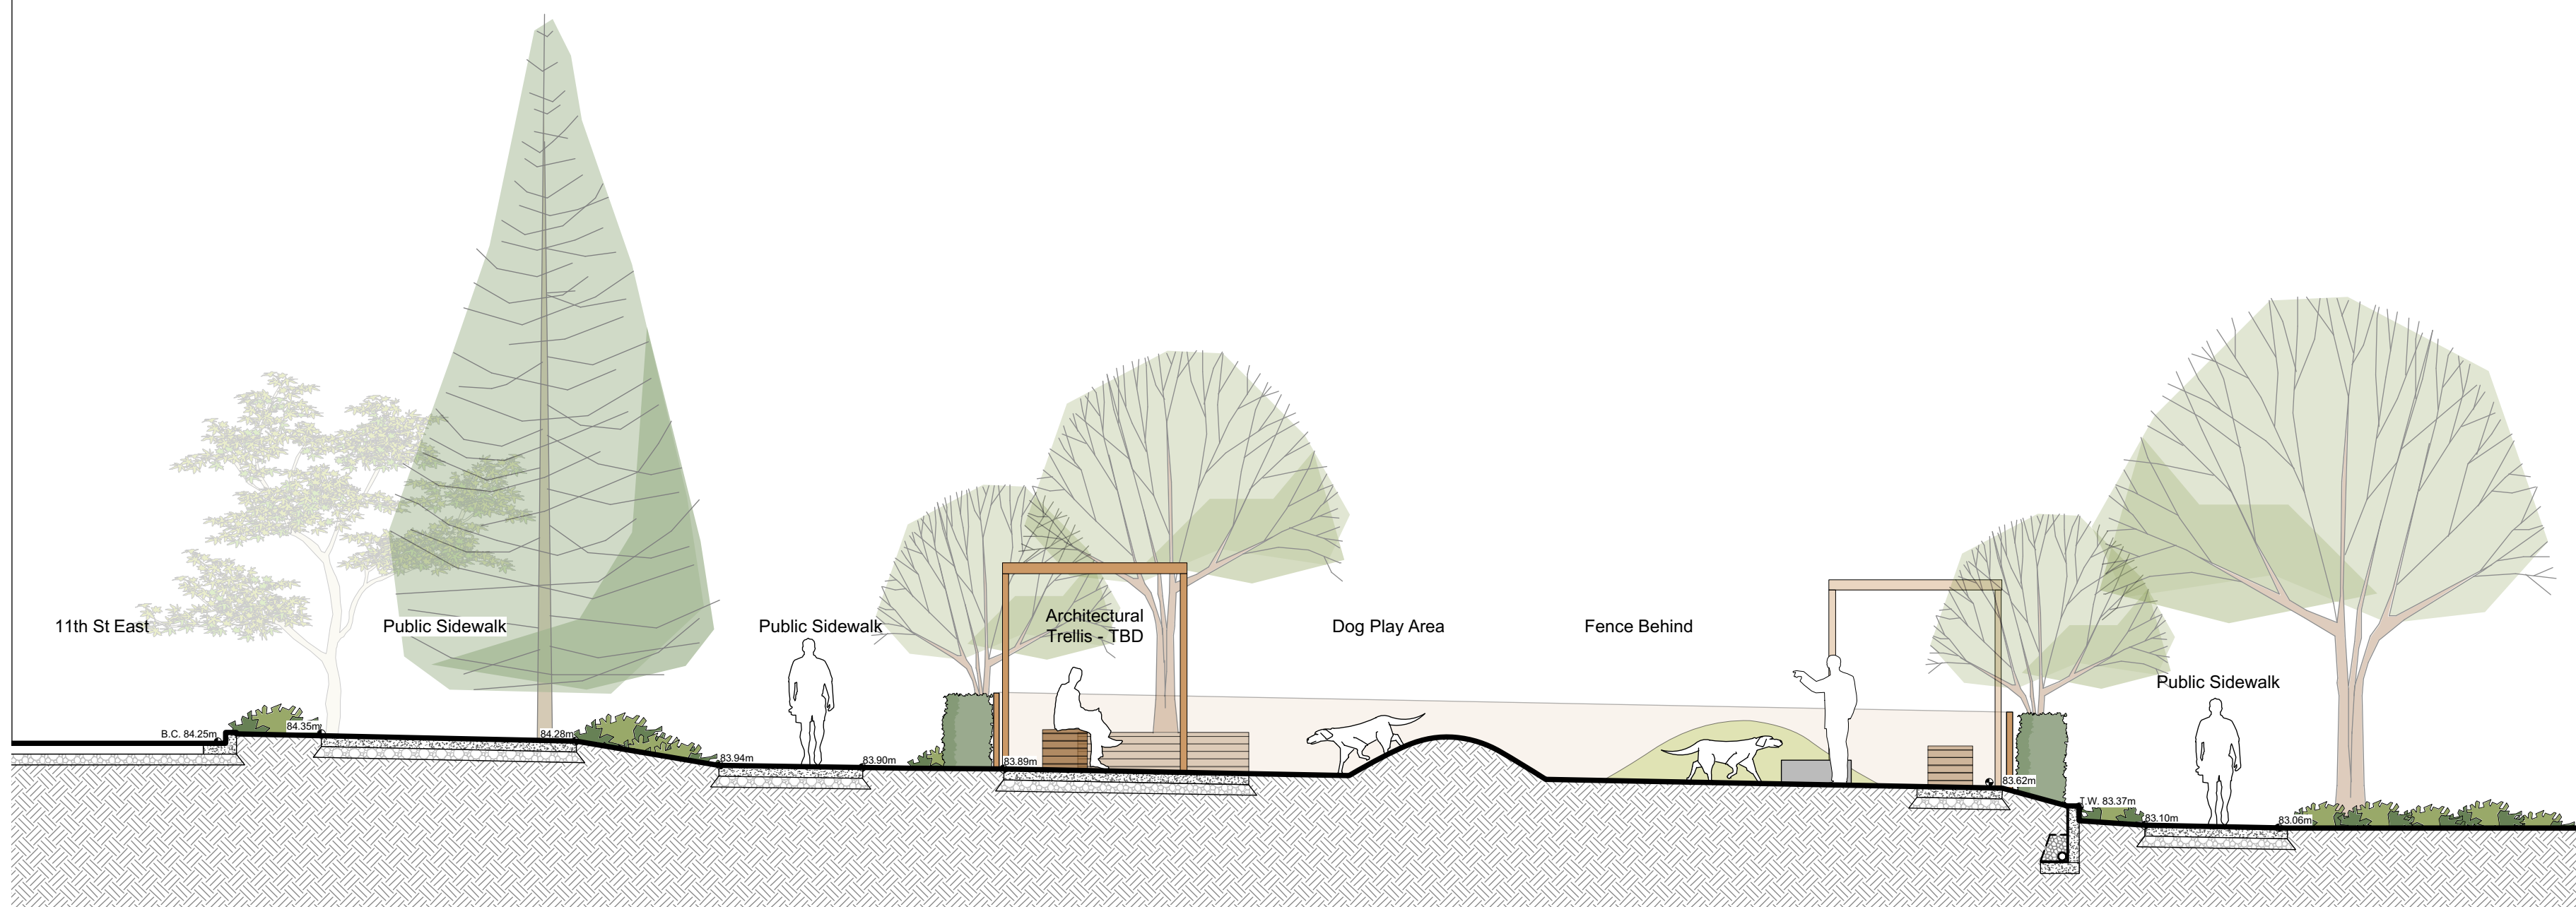 11th St East
Public Sidewalk
Public Sidewalk
Architectural
Trellis - TBD
Dog Play Area
Fence Behind
Public Sidewalk
B.C. 84.25m
84.35m
84.28m
83.94m
83.90m
83.89m
83.62m
T.W. 83.37m
83.10m
83.06m